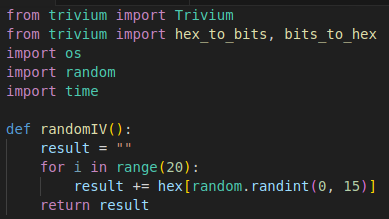 from trivium import Trivium
from trivium import hex_to_bits, bits_to_hex
import os
import random
import time
def randomIV():
    result = ""
    for i in range(20):
        result += hex[random.randint(0, 15)]
    return result